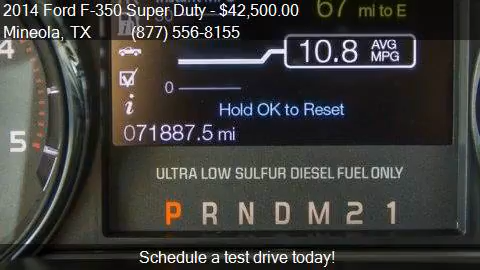 2014 Ford F-350 Super Duty - $42,500.00
Mineola, TX (877) 556-8155
67 mi to E
10.8 AVG MPG
0
i
Hold OK to Reset
071887.5 mi
4
5
ULTRA LOW SULFUR DIESEL FUEL ONLY
P R N D M 2 1
Schedule a test drive today!